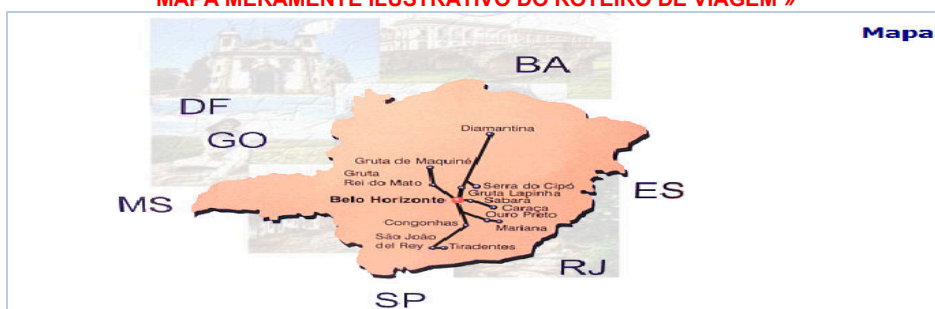 MAPA MERAMENTE ILUSTRATIVO DO ROTEIRO DE VIAGEM »
Mapa
BA
DF
GO
Diamantina
Gruta de Maquiné
Gruta
Rei do Mato
Serra do Cipó
Gruta Lapinha
MS
Belo Horizonte
Sabará
ES
Caraça
Ouro Preto
Congonhas
Mariana
São João
del Rey
Tiradentes
RJ
SP